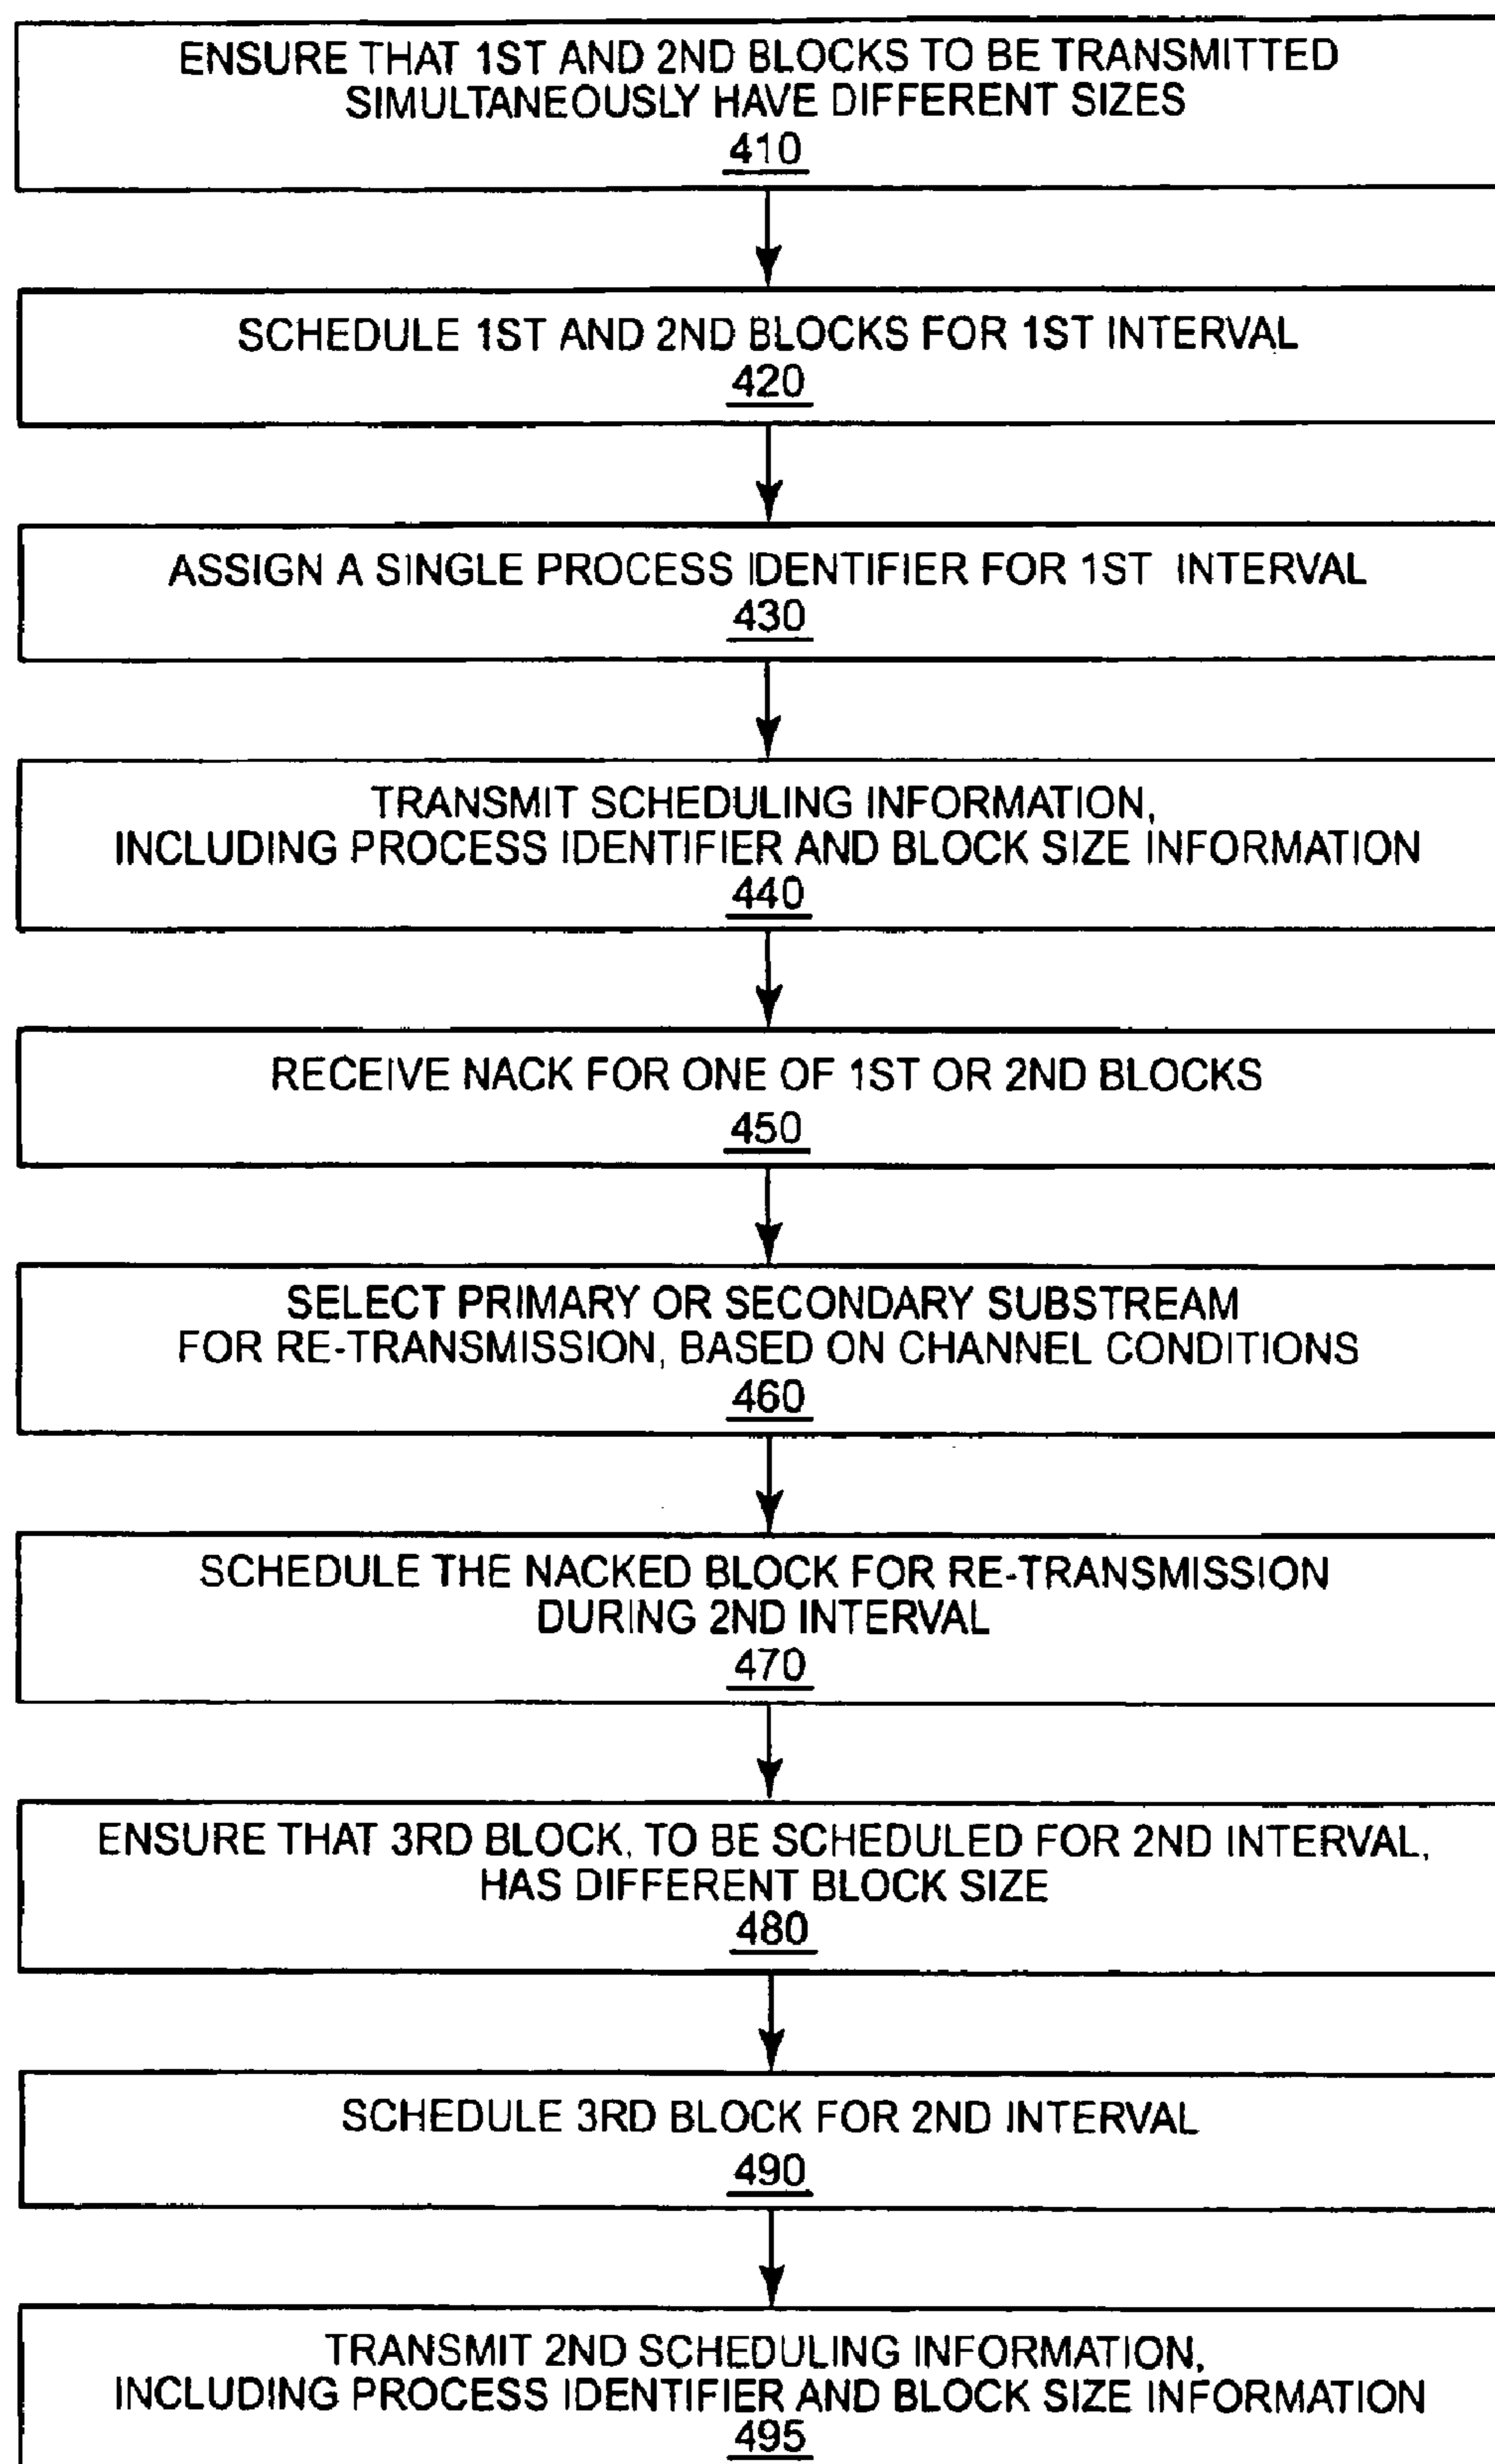 ENSURE THAT 1ST AND 2ND BLOCKS TO BE TRANSMITTED
SIMULTANEOUSLY HAVE DIFFERENT SIZES
410
SCHEDULE 1ST AND 2ND BLOCKS FOR 1ST INTERVAL
420
ASSIGN A SINGLE PROCESS IDENTIFIER FOR 1ST INTERVAL
430
TRANSMIT SCHEDULING INFORMATION,
INCLUDING PROCESS IDENTIFIER AND BLOCK SIZE INFORMATION
440
RECEIVE NACK FOR ONE OF 1ST OR 2ND BLOCKS
450
SELECT PRIMARY OR SECONDARY SUBSTREAM
FOR RE-TRANSMISSION, BASED ON CHANNEL CONDITIONS
460
SCHEDULE THE NACKED BLOCK FOR RE-TRANSMISSION
DURING 2ND INTERVAL
470
ENSURE THAT 3RD BLOCK, TO BE SCHEDULED FOR 2ND INTERVAL,
HAS DIFFERENT BLOCK SIZE
480
SCHEDULE 3RD BLOCK FOR 2ND INTERVAL
490
TRANSMIT 2ND SCHEDULING INFORMATION,
INCLUDING PROCESS IDENTIFIER AND BLOCK SIZE INFORMATION
495